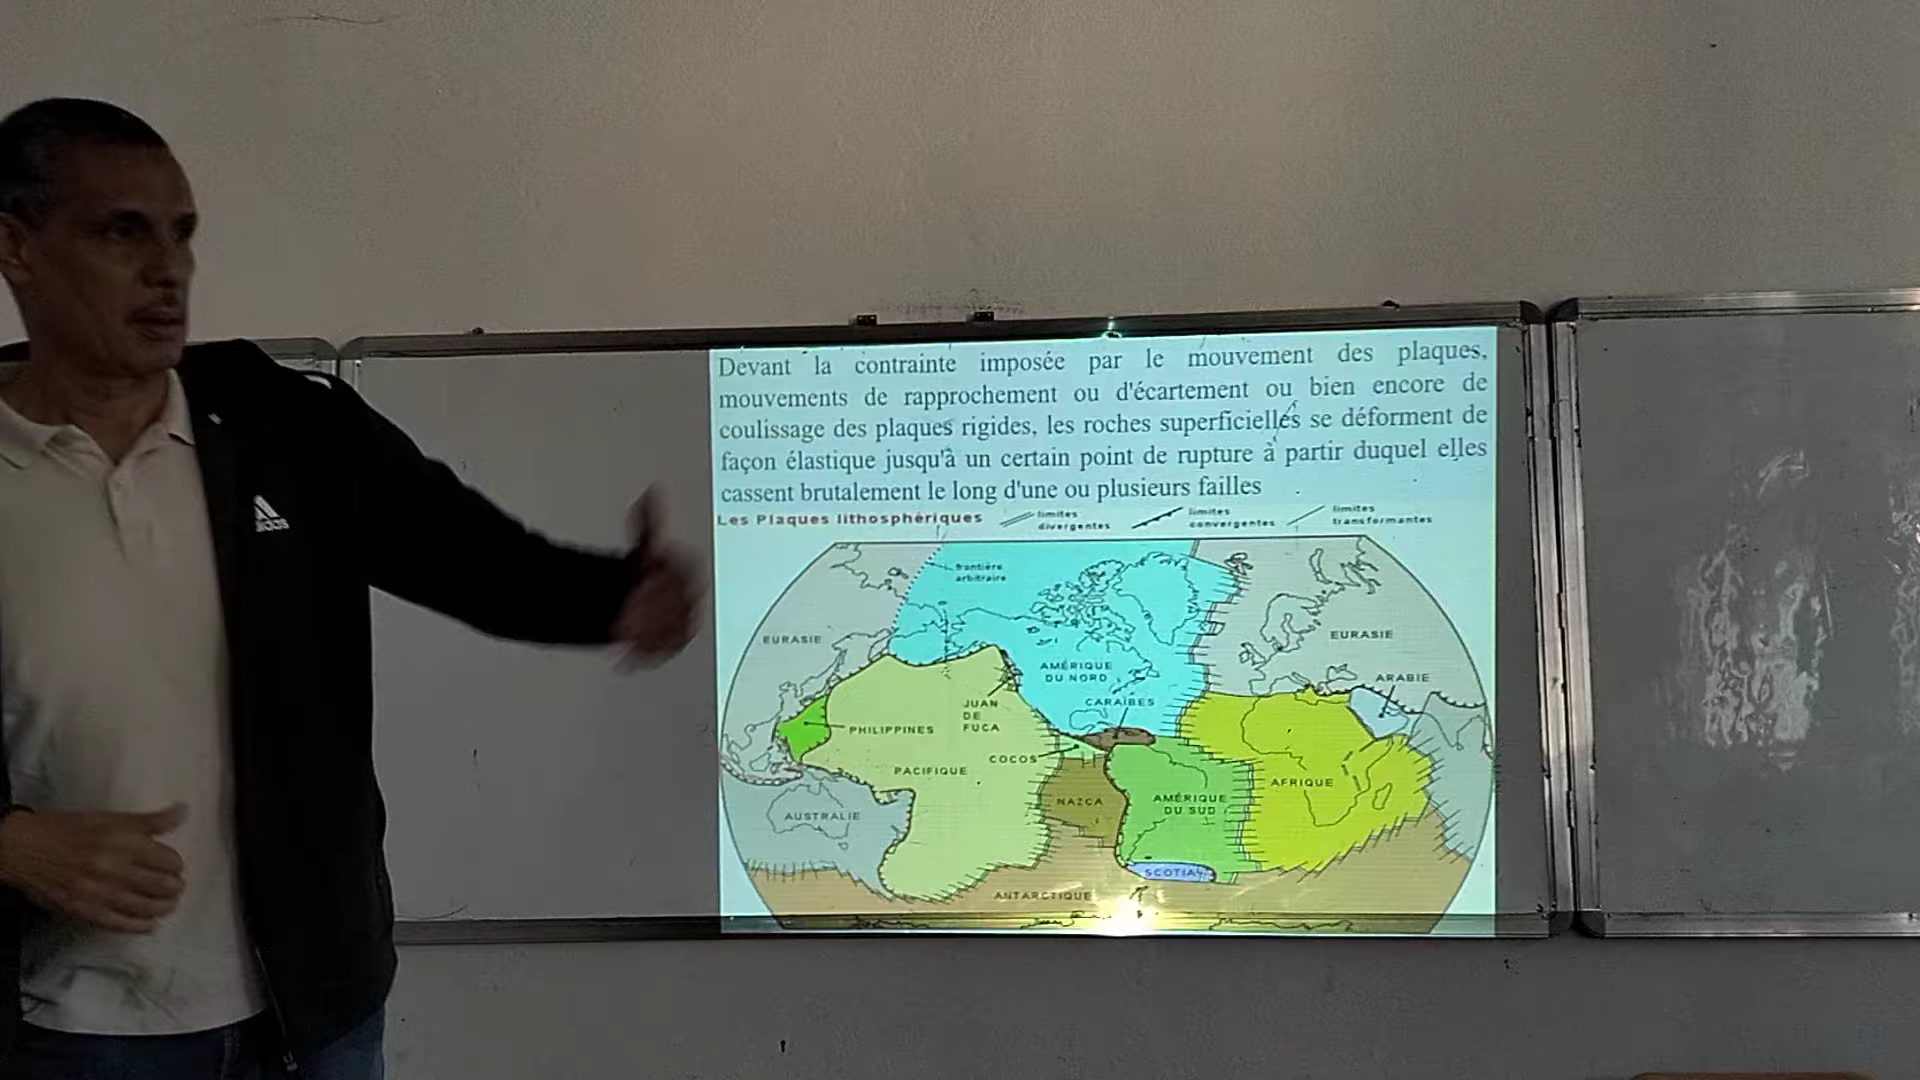 Devant la contrainte imposée par le mouvement des plaques,
mouvements de rapprochement ou d'écartement ou bien encore de
coulissage des plaques rigides, les roches superficielles se déforment de
façon élastique jusqu'à un certain point de rupture à partir duquel elles
cassent brutalement le long d'une ou plusieurs failles
Les Plaques lithosphériques
limites
divergentes
limites
convergentes
limites
transformantes
frontière
arbitraire
EURASIE
EURASIE
AMÉRIQUE
DU NORD
ARABIE
JUAN
DE
FUCA
CARAÏBES
PHILIPPINES
COCOS
PACIFIQUE
AFRIQUE
NAZCA
AMÉRIQUE
DU SUD
AUSTRALIE
SCOTIA
ANTARCTIQUE
adidas